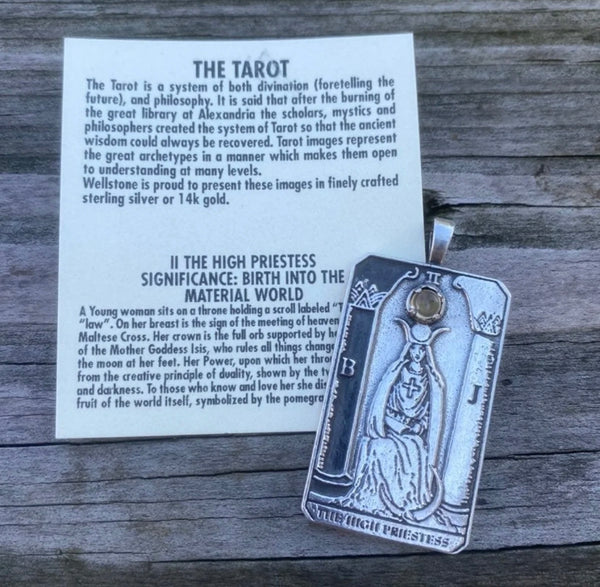 THE TAROT
The Tarot is a system of both divination (foretelling the
future), and philosophy. It is said that after the burning of
the great library at Alexandria the scholars, mystics and
philosophers created the system of Tarot so that the ancient
wisdom could always be recovered. Tarot images represent
the great archetypes in a manner which makes them open
to understanding at many levels.
Wellstone is proud to present these images in finely crafted
sterling silver or 14k gold.
II THE HIGH PRIESTESS
SIGNIFICANCE: BIRTH INTO THE
MATERIAL WORLD
A Young woman sits on a throne holding a scroll labeled
"law". On her breast is the sign of the meeting of heaven
Maltese Cross. Her crown is the full orb supported by
of the Mother Goddess Isis, who rules all things
the moon at her feet. Her Power, upon which her
from the creative principle of duality, shown by the
and darkness. To those who know and love her she
fruit of the world itself, symbolized by the
II
B
J
THE HIGH PRIESTESS